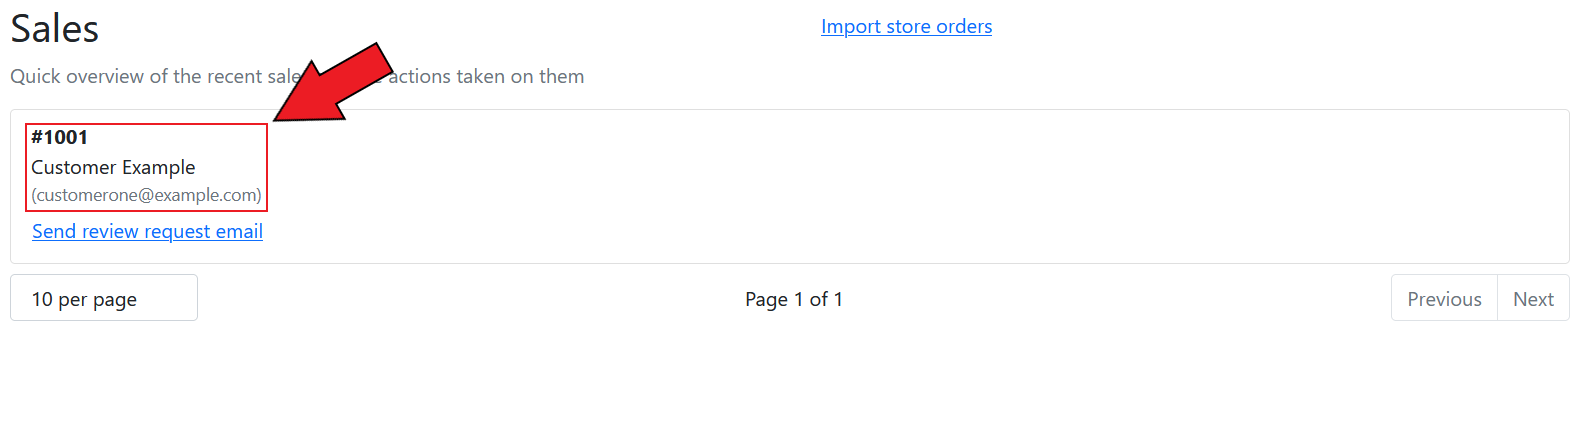 Sales
Import store orders
Quick overview of the recent sale actions taken on them
#1001
Customer Example
(customerone@example.com)
Send review request email
10 per page
Page 1 of 1
Previous
Next